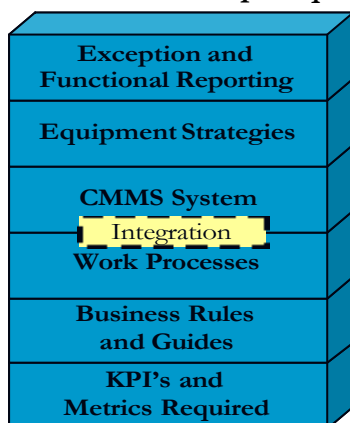 Exception and
Functional Reporting
Equipment Strategies
CMMS System
Integration
Work Processes
Business Rules
and Guides
KPI's and
Metrics Required